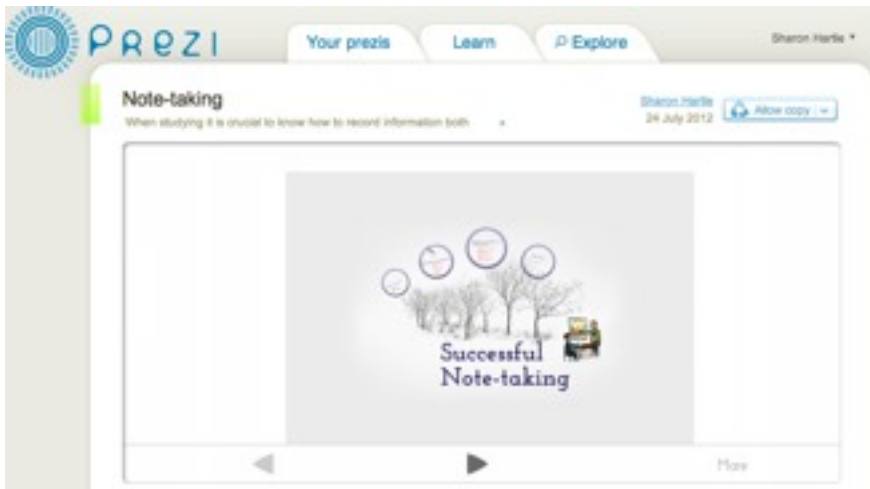 PREZI
Your prezis
Learn
Explore
Sharon Hartle
Note-taking
When studying it is crucial to know how to record information both
Sharon Hartle
24 July 2012
Allow copy
Successful
Note-taking
More